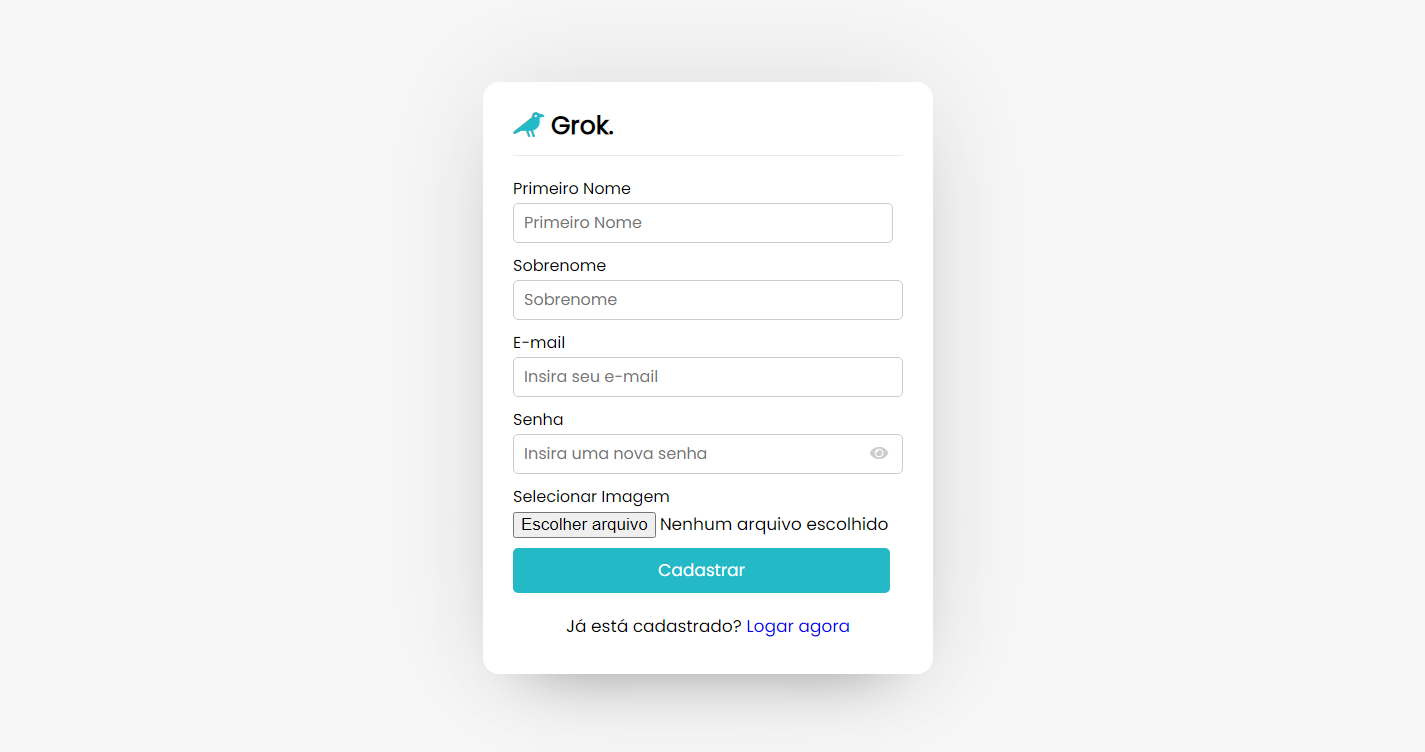 Grok.
Primeiro Nome
Primeiro Nome
Sobrenome
Sobrenome
E-mail
Insira seu e-mail
Senha
Insira uma nova senha
Selecionar Imagem
Escolher arquivo Nenhum arquivo escolhido
Cadastrar
Já está cadastrado? Logar agora